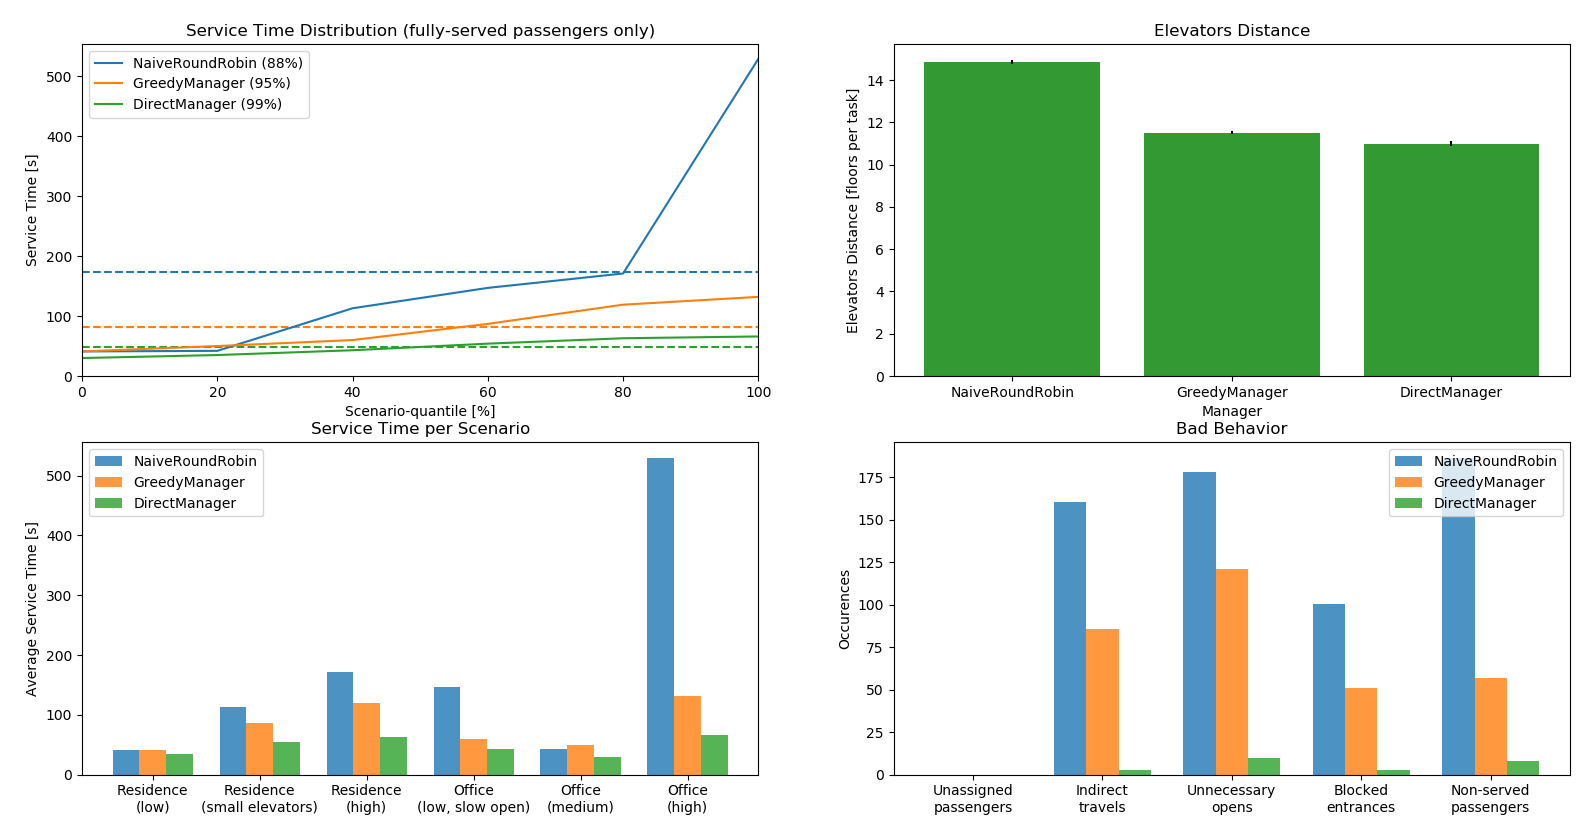 Service Time Distribution (fully-served passengers only)
Service Time [s]
500
400
300
200
100
0
NaiveRoundRobin (88%)
GreedyManager (95%)
DirectManager (99%)
0 20 40 60 80 100
Scenario-quantile [%]
Elevators Distance
Elevators Distance [floors per task]
14
12
10
8
6
4
2
0
NaiveRoundRobin GreedyManager DirectManager
Manager
Service Time per Scenario
Average Service Time [s]
500
400
300
200
100
0
NaiveRoundRobin
GreedyManager
DirectManager
Residence Residence Residence Office Office Office
(low) (small elevators) (high) (low, slow open) (medium) (high)
Bad Behavior
Occurences
175
150
125
100
75
50
25
0
NaiveRoundRobin
GreedyManager
DirectManager
Unassigned Indirect Unnecessary Blocked Non-served
passengers travels opens entrances passengers